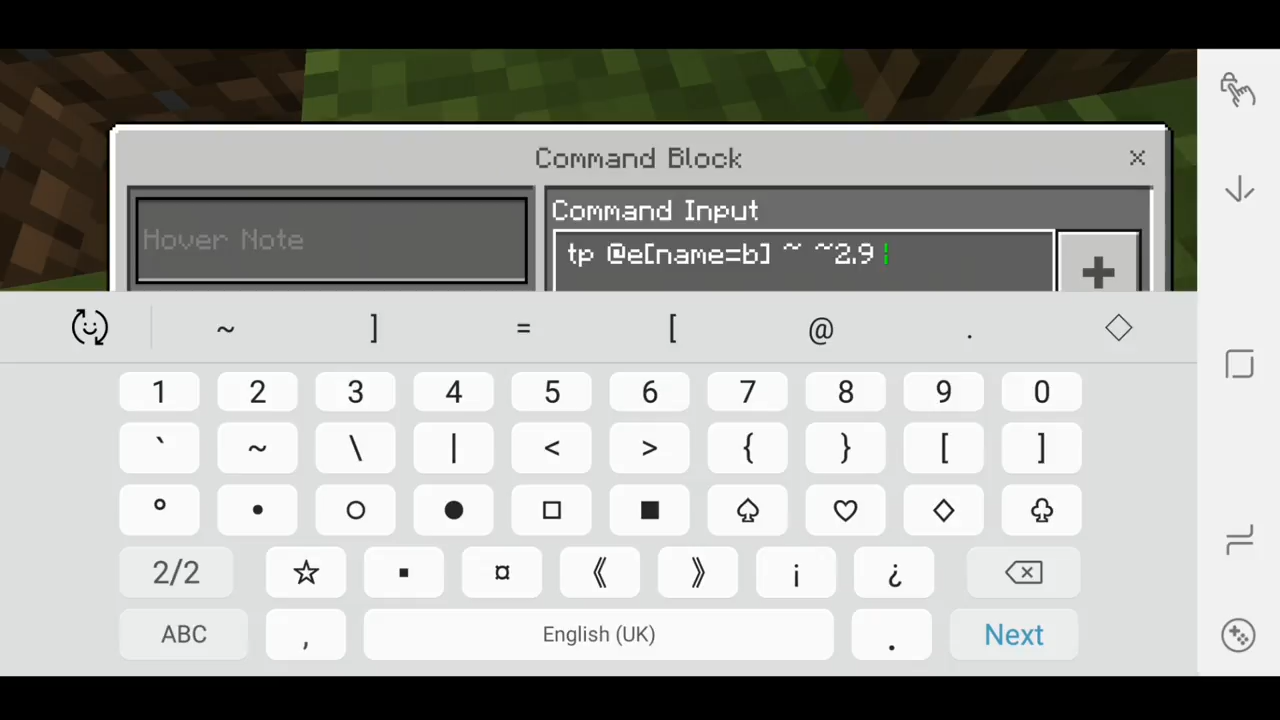 Command Block
Hover Note
Command Input
tp @e[name=b] ~ ~2.9
~ ] = [ @ .
1 2 3 4 5 6 7 8 9 0
` ~ \ | < > { } [ ]
° • ○ ● □ ■ ♤ ♡ ◇ ♧
2/2 ☆ ▪ ¤ 《 》 ¡ ¿
ABC , English (UK) . Next